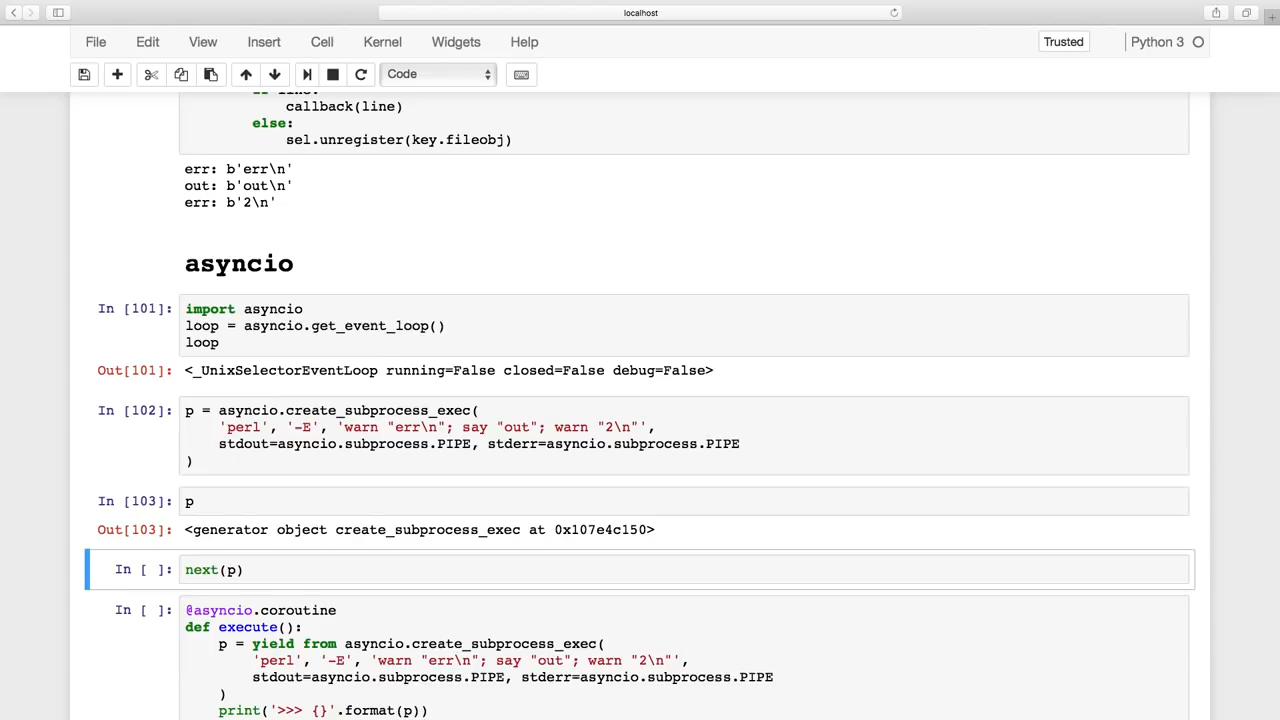 localhost
File Edit View Insert Cell Kernel Widgets Help Trusted Python 3
Code
callback(line)
else:
sel.unregister(key.fileobj)
err: b'err\n'
out: b'out\n'
err: b'2\n'
asyncio
In [101]: import asyncio
loop = asyncio.get_event_loop()
loop
Out[101]: <_UnixSelectorEventLoop running=False closed=False debug=False>
In [102]: p = asyncio.create_subprocess_exec(
'perl', '-E', 'warn "err\n"; say "out"; warn "2\n"',
stdout=asyncio.subprocess.PIPE, stderr=asyncio.subprocess.PIPE
)
In [103]: p
Out[103]: <generator object create_subprocess_exec at 0x107e4c150>
In [ ]: next(p)
In [ ]: @asyncio.coroutine
def execute():
p = yield from asyncio.create_subprocess_exec(
'perl', '-E', 'warn "err\n"; say "out"; warn "2\n"',
stdout=asyncio.subprocess.PIPE, stderr=asyncio.subprocess.PIPE
)
print('>>> {}'.format(p))